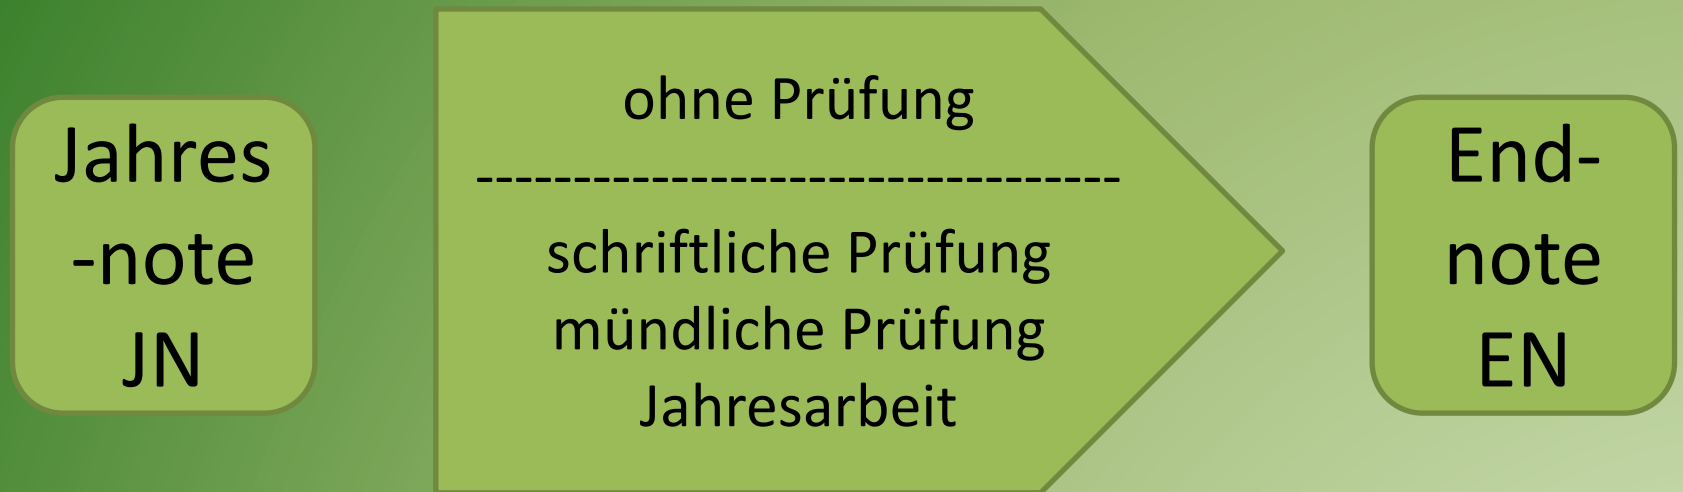 Jahres
-note
JN
ohne Prüfung
---------------------------------
schriftliche Prüfung
mündliche Prüfung
Jahresarbeit
End-
note
EN